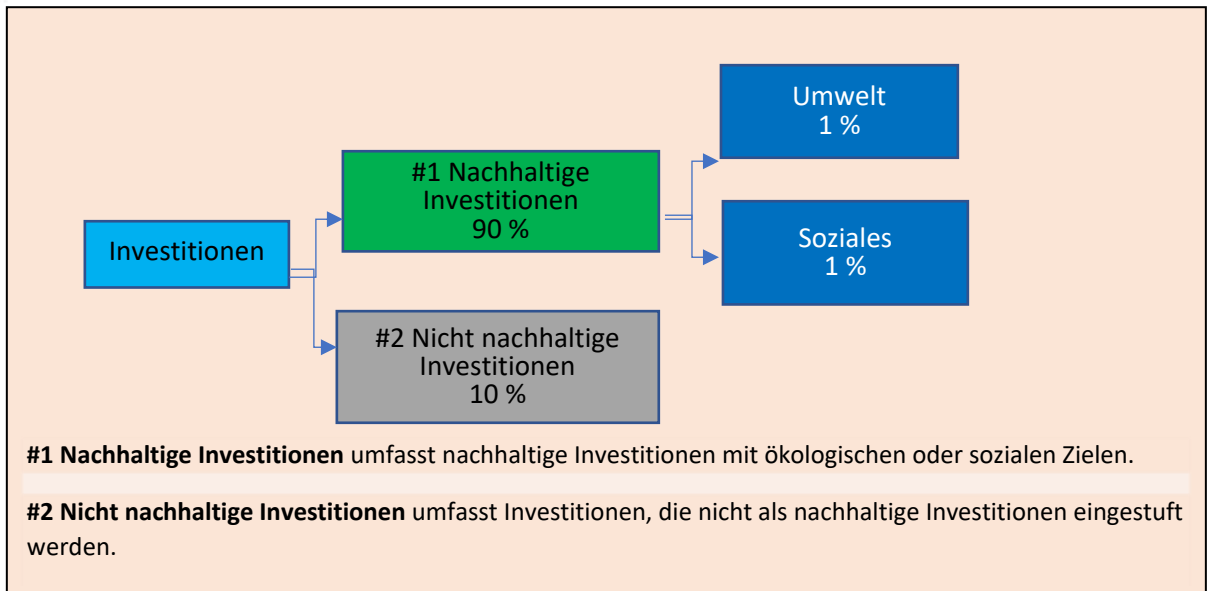 Umwelt
1 %
#1 Nachhaltige
Investitionen
90 %
Investitionen
Soziales
1 %
#2 Nicht nachhaltige
Investitionen
10 %
#1 Nachhaltige Investitionen umfasst nachhaltige Investitionen mit ökologischen oder sozialen Zielen.
#2 Nicht nachhaltige Investitionen umfasst Investitionen, die nicht als nachhaltige Investitionen eingestuft
werden.